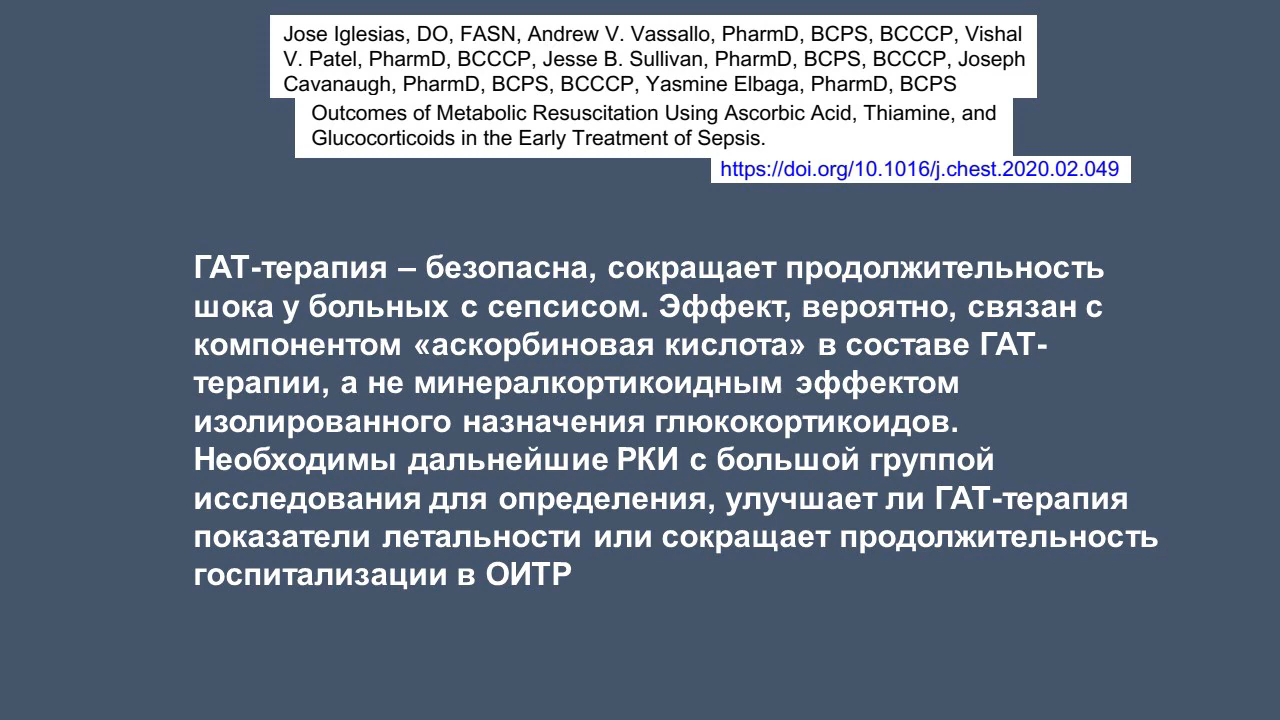 Jose Iglesias, DO, FASN, Andrew V. Vassallo, PharmD, BCPS, BCCCP, Vishal
V. Patel, PharmD, BCCCP, Jesse B. Sullivan, PharmD, BCPS, BCCCP, Joseph
Cavanaugh, PharmD, BCPS, BCCCP, Yasmine Elbaga, PharmD, BCPS
Outcomes of Metabolic Resuscitation Using Ascorbic Acid, Thiamine, and
Glucocorticoids in the Early Treatment of Sepsis.
https://doi.org/10.1016/j.chest.2020.02.049
ГАТ-терапия – безопасна, сокращает продолжительность
шока у больных с сепсисом. Эффект, вероятно, связан с
компонентом «аскорбиновая кислота» в составе ГАТ-
терапии, а не минералкортикоидным эффектом
изолированного назначения глюкокортикоидов.
Необходимы дальнейшие РКИ с большой группой
исследования для определения, улучшает ли ГАТ-терапия
показатели летальности или сокращает продолжительность
госпитализации в ОИТР